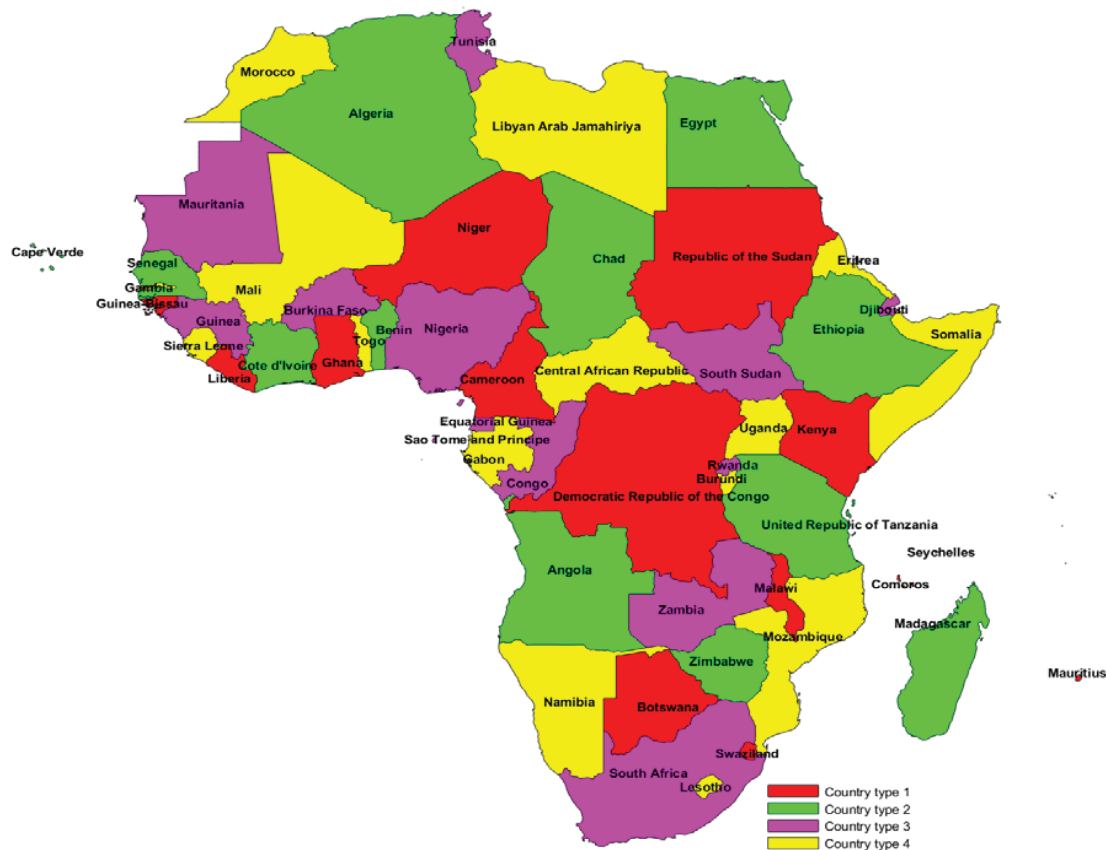 Tunisia
Morocco
Algeria
Libyan Arab Jamahiriya
Egypt
Mauritania
Niger
Cape Verde
Senegal
Chad
Republic of the Sudan
Eritrea
Gambia
Mali
Guinea-Bissau
Burkina Faso
Djibouti
Guinea
Benin
Nigeria
Ethiopia
Somalia
Sierra Leone
Togo
Cote d'Ivoire
Ghana
Liberia
Cameroon
Central African Republic
South Sudan
Equatorial Guinea
Uganda
Kenya
Sao Tome and Principe
Gabon
Rwanda
Congo
Burundi
Democratic Republic of the Congo
United Republic of Tanzania
Seychelles
Angola
Malawi
Comoros
Zambia
Madagascar
Mozambique
Zimbabwe
Mauritius
Namibia
Botswana
Swaziland
South Africa
Lesotho
Country type 1
Country type 2
Country type 3
Country type 4